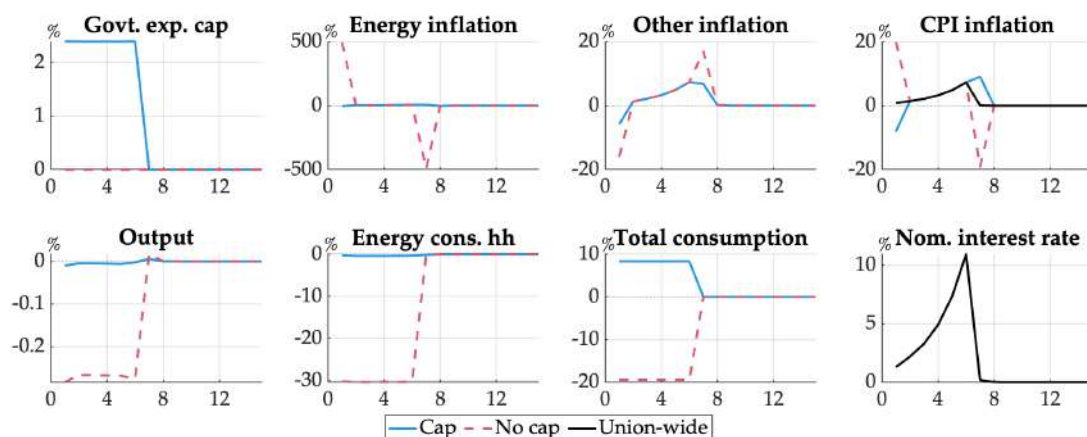 Govt. exp. cap
%
2
1
0
0 4 8 12
Energy inflation
%
500
0
-500
0 4 8 12
Other inflation
%
20
0
-20
0 4 8 12
CPI inflation
%
20
0
-20
0 4 8 12
Output
%
0
-0.1
-0.2
0 4 8 12
Energy cons. hh
%
0
-10
-20
-30
0 4 8 12
Total consumption
%
10
0
-10
-20
0 4 8 12
Nom. interest rate
%
10
5
0
0 4 8 12
Cap No cap Union-wide